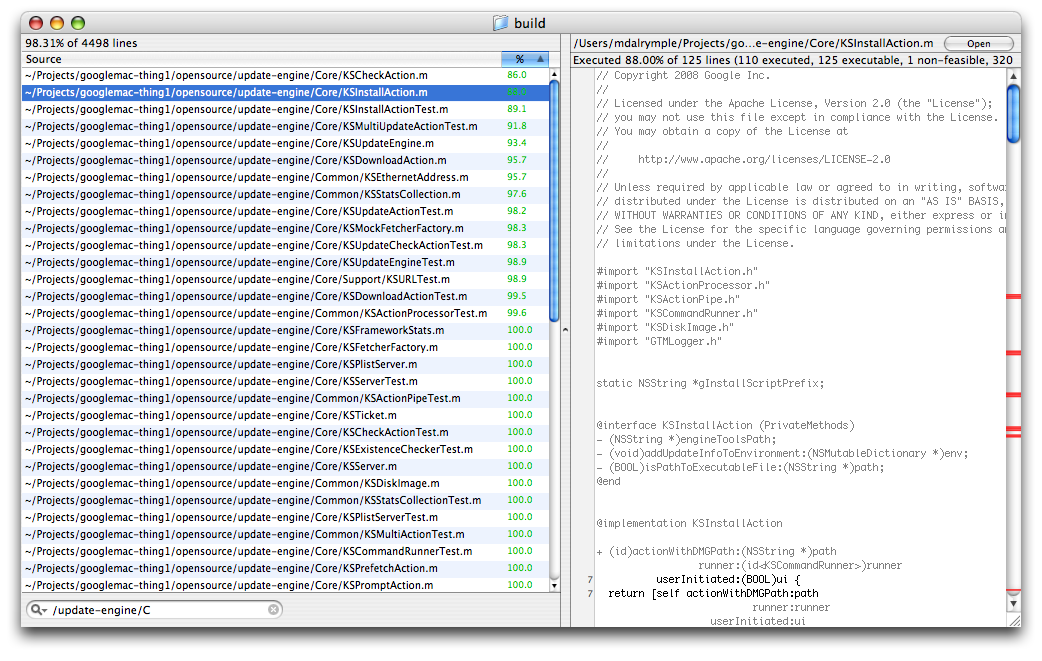 build
98.31% of 4498 lines
Source %
~/Projects/googlemac-thing1/opensource/update-engine/Core/KSCheckAction.m 86.0
~/Projects/googlemac-thing1/opensource/update-engine/Core/KSInstallAction.m 88.0
~/Projects/googlemac-thing1/opensource/update-engine/Core/KSInstallActionTest.m 89.1
~/Projects/googlemac-thing1/opensource/update-engine/Core/KSMultiUpdateActionTest.m 91.8
~/Projects/googlemac-thing1/opensource/update-engine/Core/KSUpdateEngine.m 93.4
~/Projects/googlemac-thing1/opensource/update-engine/Core/KSDownloadAction.m 95.7
~/Projects/googlemac-thing1/opensource/update-engine/Common/KSEthernetAddress.m 95.7
~/Projects/googlemac-thing1/opensource/update-engine/Common/KSStatsCollection.m 97.6
~/Projects/googlemac-thing1/opensource/update-engine/Core/KSUpdateActionTest.m 98.2
~/Projects/googlemac-thing1/opensource/update-engine/Core/KSMockFetcherFactory.m 98.3
~/Projects/googlemac-thing1/opensource/update-engine/Core/KSUpdateCheckActionTest.m 98.3
~/Projects/googlemac-thing1/opensource/update-engine/Core/KSUpdateEngineTest.m 98.9
~/Projects/googlemac-thing1/opensource/update-engine/Core/Support/KSURLTest.m 98.9
~/Projects/googlemac-thing1/opensource/update-engine/Core/KSDownloadActionTest.m 99.5
~/Projects/googlemac-thing1/opensource/update-engine/Common/KSActionProcessorTest.m 99.6
~/Projects/googlemac-thing1/opensource/update-engine/Core/KSFrameworkStats.m 100.0
~/Projects/googlemac-thing1/opensource/update-engine/Core/KSFetcherFactory.m 100.0
~/Projects/googlemac-thing1/opensource/update-engine/Core/KSPlistServer.m 100.0
~/Projects/googlemac-thing1/opensource/update-engine/Core/KSServerTest.m 100.0
~/Projects/googlemac-thing1/opensource/update-engine/Common/KSActionPipeTest.m 100.0
~/Projects/googlemac-thing1/opensource/update-engine/Core/KSTicket.m 100.0
~/Projects/googlemac-thing1/opensource/update-engine/Core/KSCheckActionTest.m 100.0
~/Projects/googlemac-thing1/opensource/update-engine/Core/KSExistenceCheckerTest.m 100.0
~/Projects/googlemac-thing1/opensource/update-engine/Core/KSServer.m 100.0
~/Projects/googlemac-thing1/opensource/update-engine/Common/KSDiskImage.m 100.0
~/Projects/googlemac-thing1/opensource/update-engine/Common/KSStatsCollectionTest.m 100.0
~/Projects/googlemac-thing1/opensource/update-engine/Core/KSPlistServerTest.m 100.0
~/Projects/googlemac-thing1/opensource/update-engine/Common/KSMultiActionTest.m 100.0
~/Projects/googlemac-thing1/opensource/update-engine/Core/KSCommandRunnerTest.m 100.0
~/Projects/googlemac-thing1/opensource/update-engine/Core/KSPrefetchAction.m 100.0
~/Projects/googlemac-thing1/opensource/update-engine/Core/KSPromptAction.m 100.0
/update-engine/C
/Users/mdalrymple/Projects/go...e-engine/Core/KSInstallAction.m Open
Executed 88.00% of 125 lines (110 executed, 125 executable, 1 non-feasible, 320
// Copyright 2008 Google Inc.
//
// Licensed under the Apache License, Version 2.0 (the "License");
// you may not use this file except in compliance with the License.
// You may obtain a copy of the License at
//
//     http://www.apache.org/licenses/LICENSE-2.0
//
// Unless required by applicable law or agreed to in writing, softwa
// distributed under the License is distributed on an "AS IS" BASIS,
// WITHOUT WARRANTIES OR CONDITIONS OF ANY KIND, either express or i
// See the License for the specific language governing permissions a
// limitations under the License.
#import "KSInstallAction.h"
#import "KSActionProcessor.h"
#import "KSActionPipe.h"
#import "KSCommandRunner.h"
#import "KSDiskImage.h"
#import "GTMLogger.h"
static NSString *gInstallScriptPrefix;
@interface KSInstallAction (PrivateMethods)
- (NSString *)engineToolsPath;
- (void)addUpdateInfoToEnvironment:(NSMutableDictionary *)env;
- (BOOL)isPathToExecutableFile:(NSString *)path;
@end
@implementation KSInstallAction
+ (id)actionWithDMGPath:(NSString *)path
runner:(id<KSCommandRunner>)runner
7 userInitiated:(BOOL)ui {
7 return [self actionWithDMGPath:path
runner:runner
userInitiated:ui